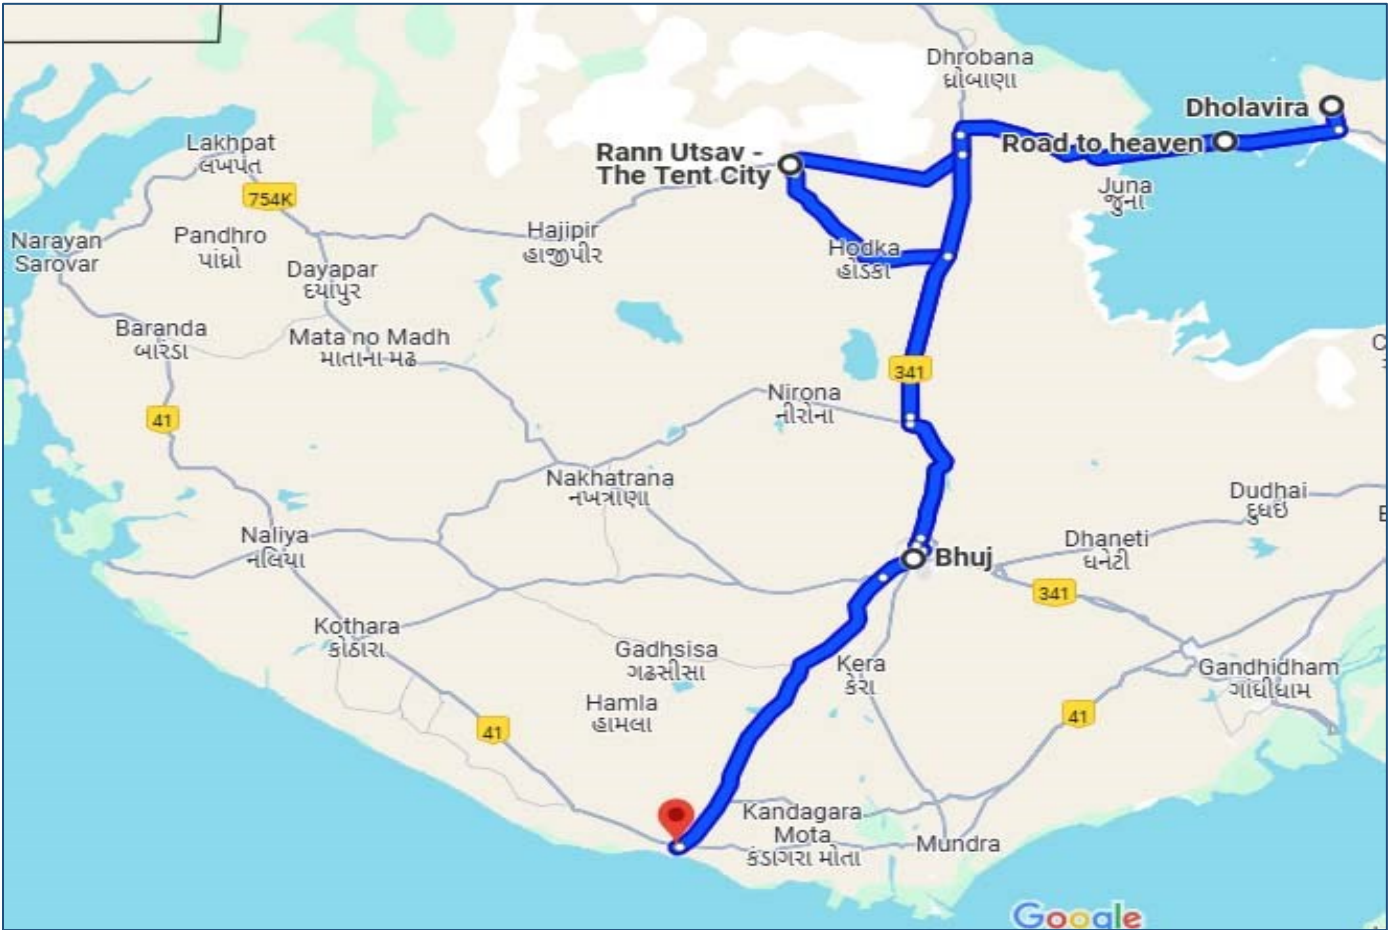 Dhrobana
ધ્રોબાણા
Dholavira
Road to heaven
Lakhpat
લખપત
Rann Utsav -
The Tent City
754K
Juna
જુના
Narayan
Sarovar
Pandhro
પાંધ્રો
Hajipir
હાજીપીર
Hodka
હોડકા
Dayapar
દયાપુર
Baranda
બારંડા
Mata no Madh
માતાના મઢ
341
41
Nirona
નીરોના
Nakhatrana
નખત્રાણા
Dudhai
દુધઈ
Naliya
નલિયા
Dhaneti
ધનેટી
Bhuj
341
Kothara
કોઠારા
Gadhsisa
ગઢસીસા
Kera
કેરા
Gandhidham
ગાંધીધામ
Hamla
હામલા
41
41
Kandagara
Mota
કંડાગરા મોતા
Mundra
Google